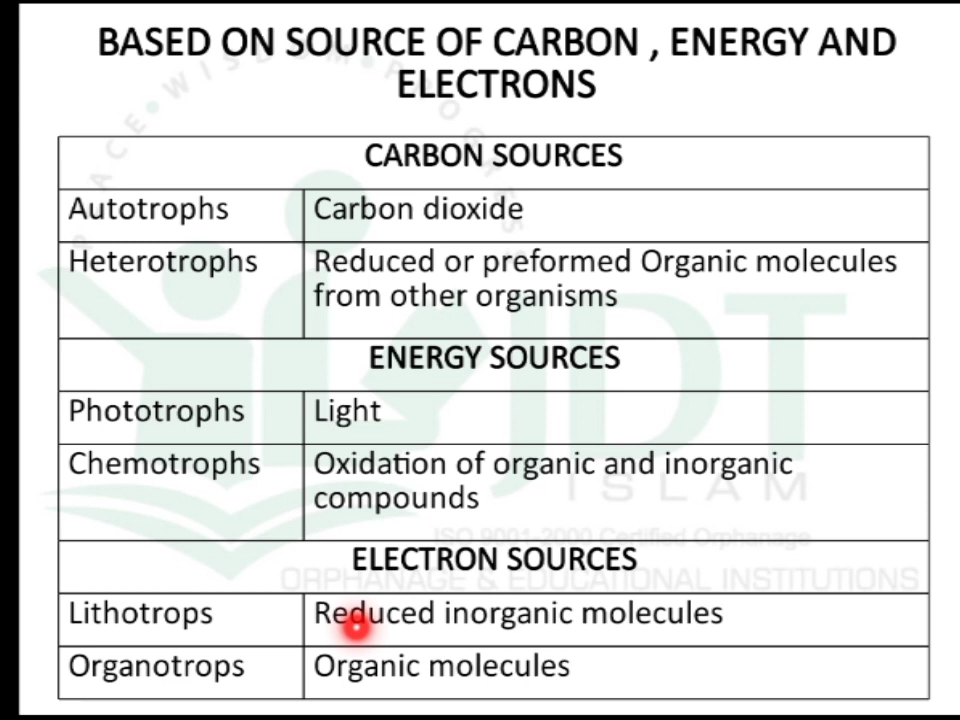 BASED ON SOURCE OF CARBON , ENERGY AND
ELECTRONS
CARBON SOURCES
Autotrophs
Carbon dioxide
Heterotrophs
Reduced or preformed Organic molecules
from other organisms
ENERGY SOURCES
Phototrophs
Light
Chemotrophs
Oxidation of organic and inorganic
compounds
ELECTRON SOURCES
Lithotrops
Reduced inorganic molecules
Organotrops
Organic molecules
JDT
ISLAM
ISO 9001-2000 Certified Orphanage
ORPHANAGE & EDUCATIONAL INSTITUTIONS